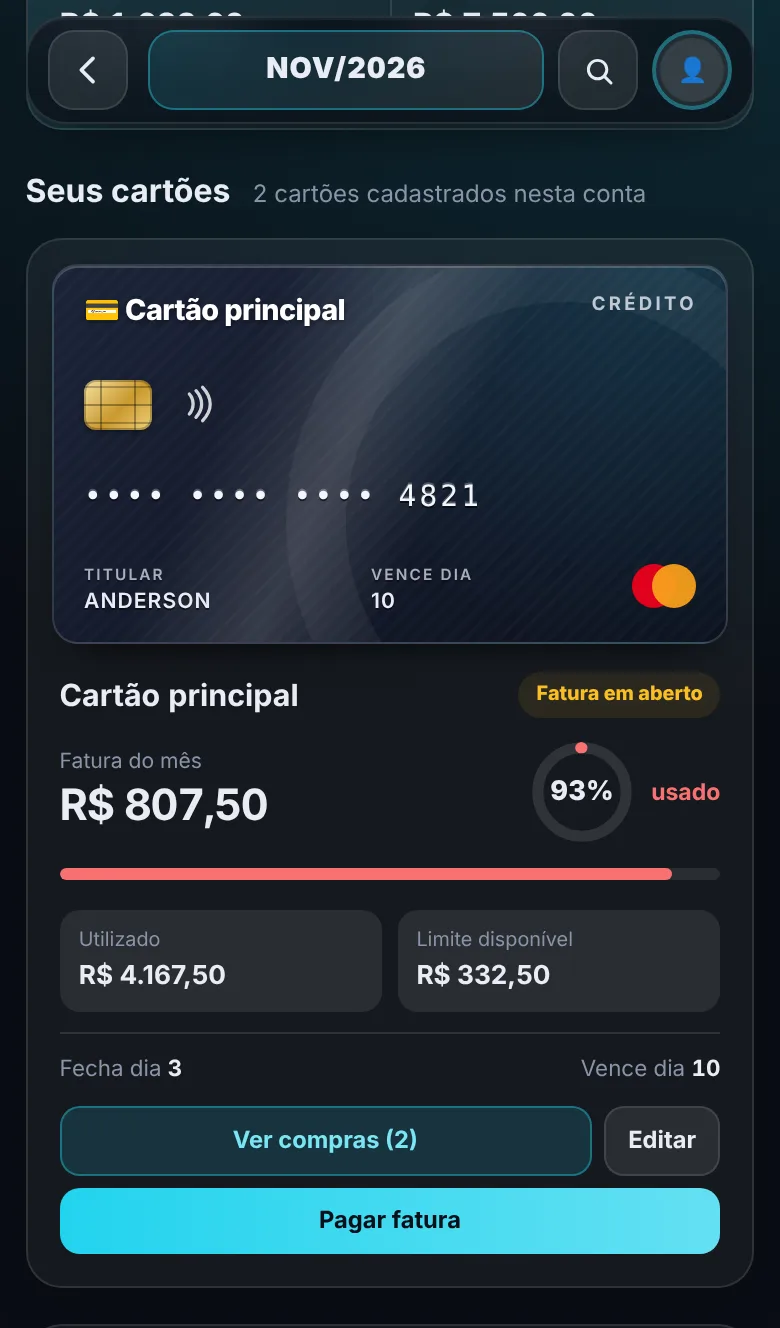 NOV/2026
Seus cartões 2 cartões cadastrados nesta conta
Cartão principal CRÉDITO
•••• •••• •••• 4821
TITULAR VENCE DIA
ANDERSON 10
Cartão principal Fatura em aberto
Fatura do mês
R$ 807,50 93% usado
Utilizado Limite disponível
R$ 4.167,50 R$ 332,50
Fecha dia 3 Vence dia 10
Ver compras (2) Editar
Pagar fatura